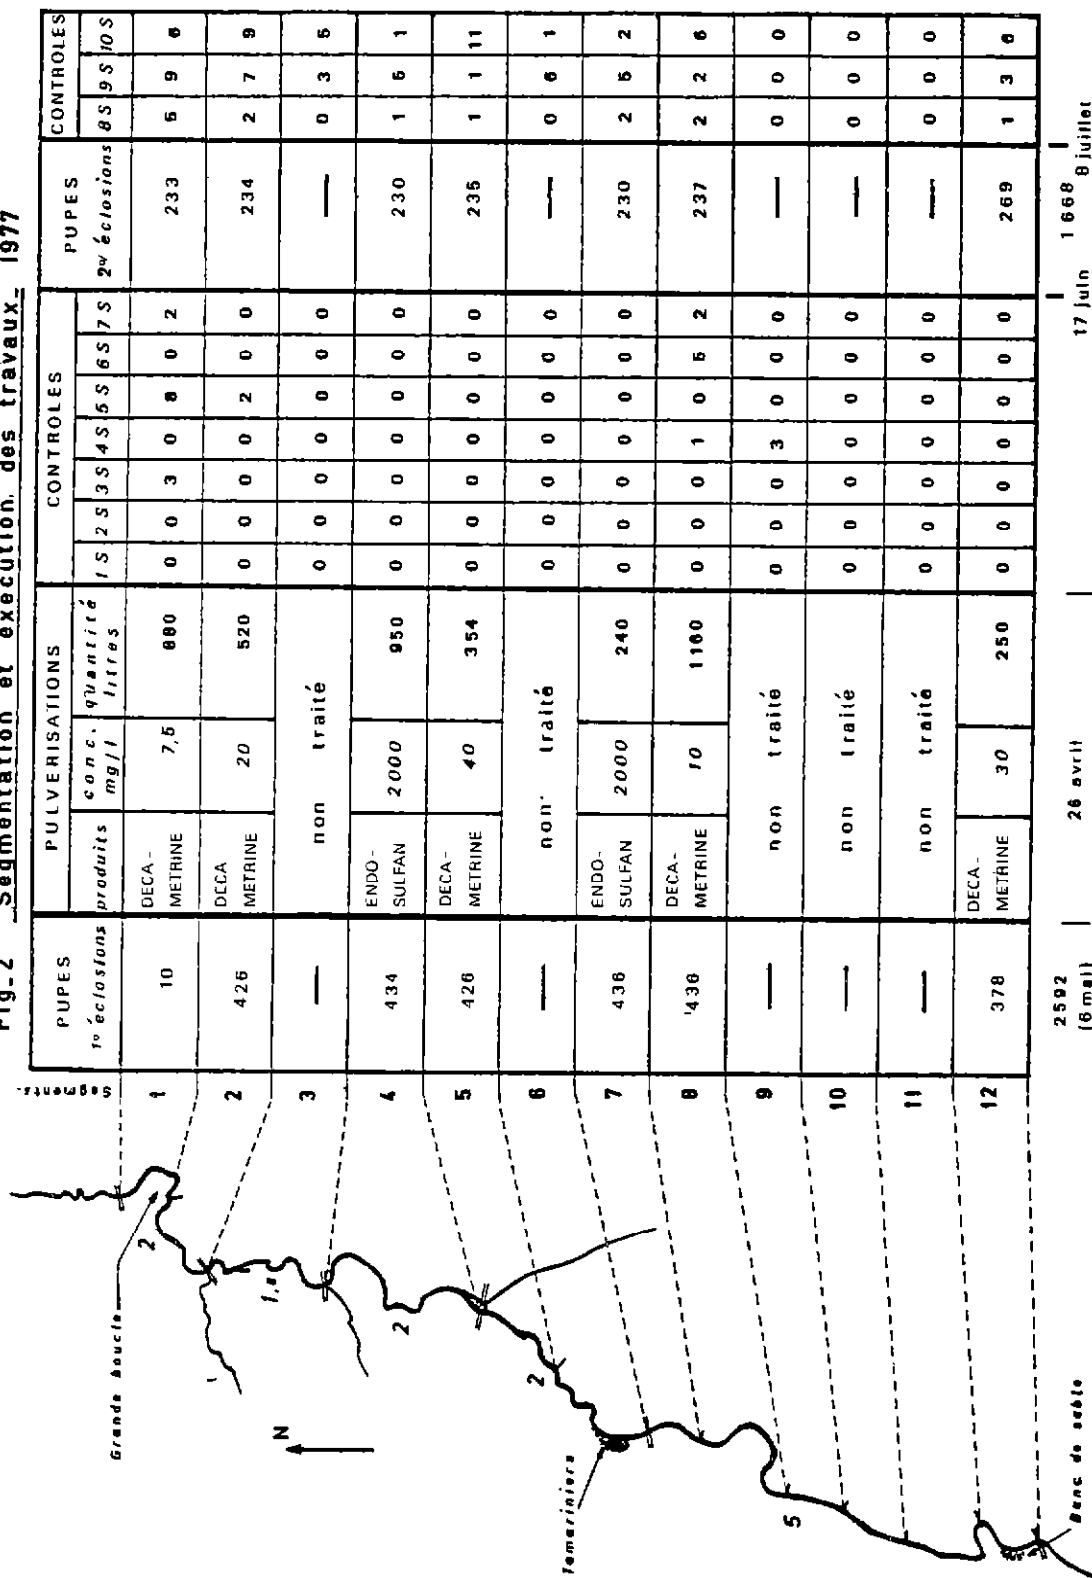 Fig_2 _Segmentation et exécution des travaux_ 1977
Segments. PUPES PULVERISATIONS CONTROLES PUPES CONTROLES
1º éclosions produits conc. mg/l quantité litres 1S 2S 3S 4S 5S 6S 7S 2º éclosions 8S 9S 10S
1 10 DECA-METRINE 7,5 880 0 0 3 0 8 0 2 233 5 9 6
2 426 DECA METRINE 20 520 0 0 0 0 2 0 0 234 2 7 9
3 — non traité 0 0 0 0 0 0 0 — 0 3 5
4 434 ENDO-SULFAN 2000 950 0 0 0 0 0 0 0 230 1 6 1
5 426 DECA-METRINE 40 354 0 0 0 0 0 0 0 235 1 1 11
6 — non traité 0 0 0 0 0 0 0 — 0 6 1
7 436 ENDO-SULFAN 2000 240 0 0 0 0 0 0 0 230 2 5 2
8 436 DECA-METRINE 10 1160 0 0 0 1 0 5 2 237 2 2 6
9 — non traité 0 0 0 3 0 0 0 — 0 0 0
10 — non traité 0 0 0 0 0 0 0 — 0 0 0
11 — non traité 0 0 0 0 0 0 0 — 0 0 0
12 378 DECA-METRINE 30 250 0 0 0 0 0 0 0 269 1 3 6
2592 26 avril 17 juin 1668 8 juillet
(6 mai)
Grande boucle
2
1,8
2
N
2
Tamariniers
5
Banc de sable